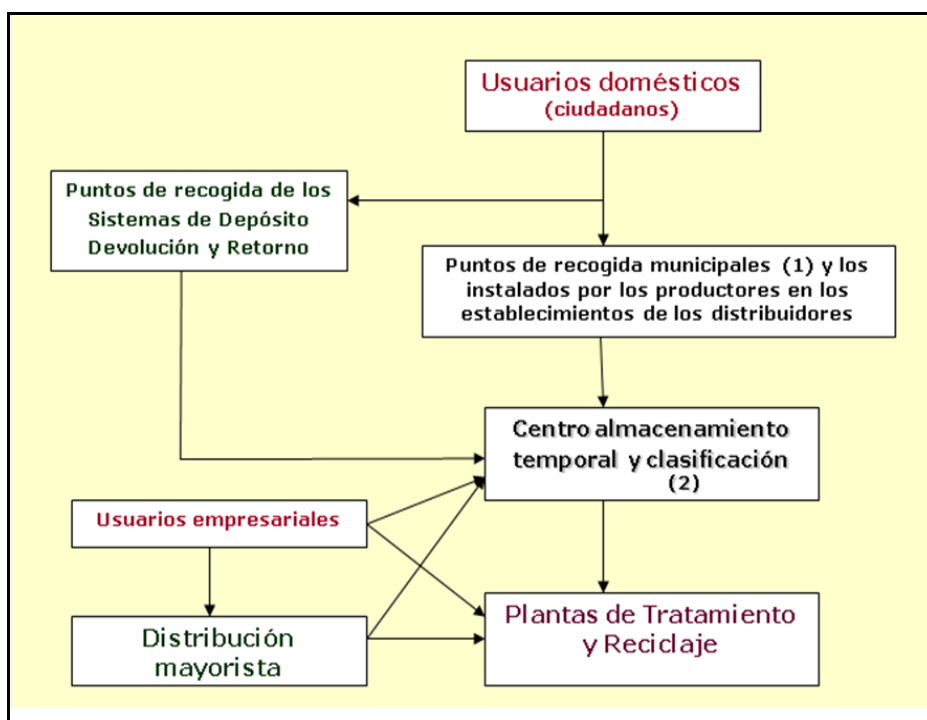 Usuarios domésticos
(ciudadanos)
Puntos de recogida de los
Sistemas de Depósito
Devolución y Retorno
Puntos de recogida municipales (1) y los
instalados por los productores en los
establecimientos de los distribuidores
Centro almacenamiento
temporal y clasificación
(2)
Usuarios empresariales
Distribución
mayorista
Plantas de Tratamiento
y Reciclaje